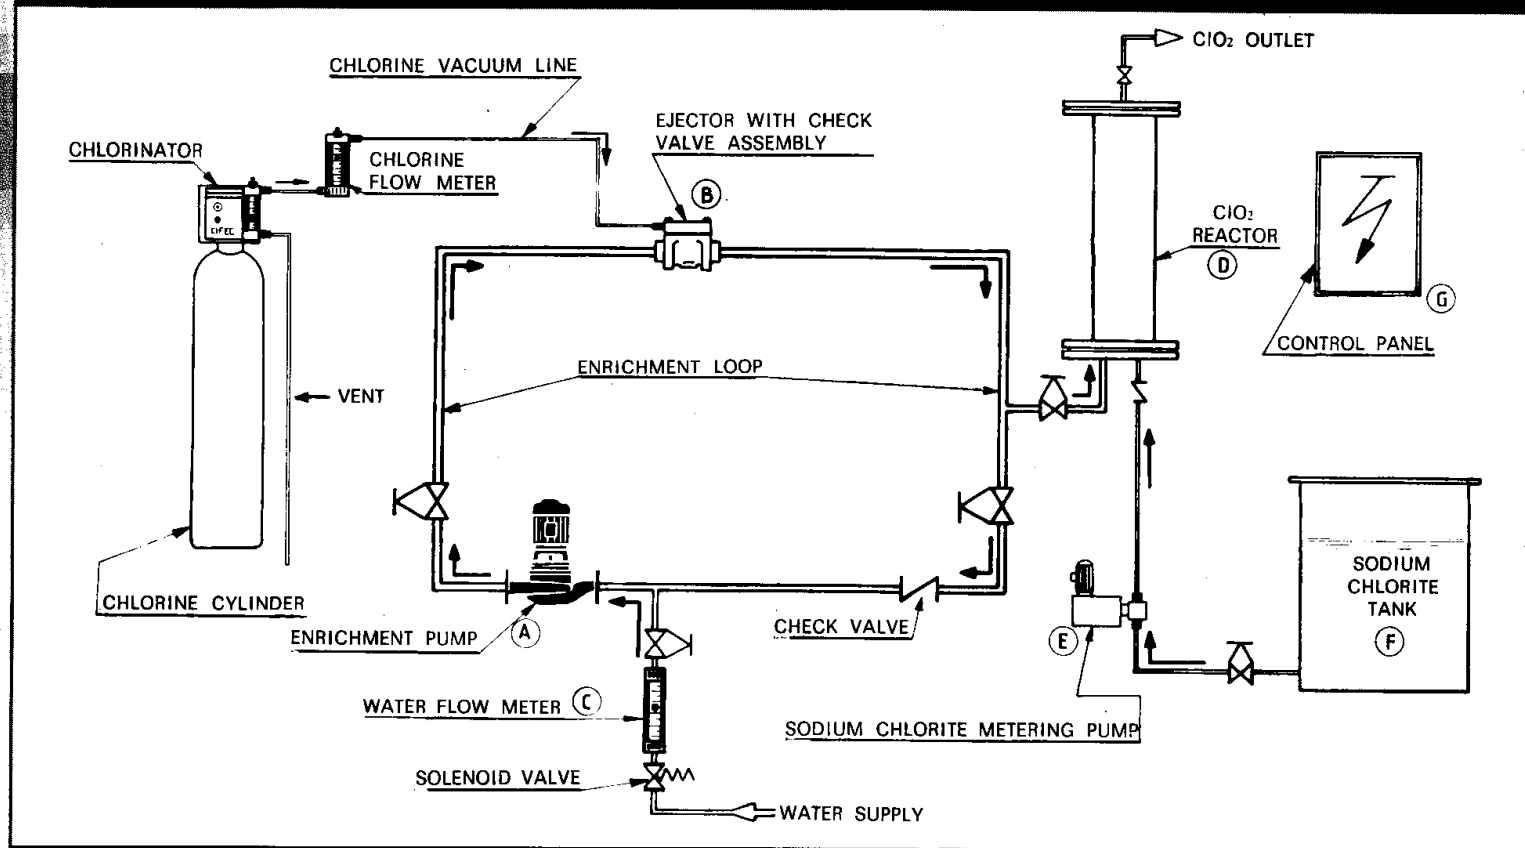 ClO₂ OUTLET
CHLORINE VACUUM LINE
EJECTOR WITH CHECK
VALVE ASSEMBLY
CHLORINATOR
CHLORINE
FLOW METER
B
CIFEC
ClO₂
REACTOR
D
G
CONTROL PANEL
ENRICHMENT LOOP
VENT
SODIUM
CHLORITE
TANK
F
CHLORINE CYLINDER
ENRICHMENT PUMP
A
CHECK VALVE
E
WATER FLOW METER
C
SODIUM CHLORITE METERING PUMP
SOLENOID VALVE
WATER SUPPLY